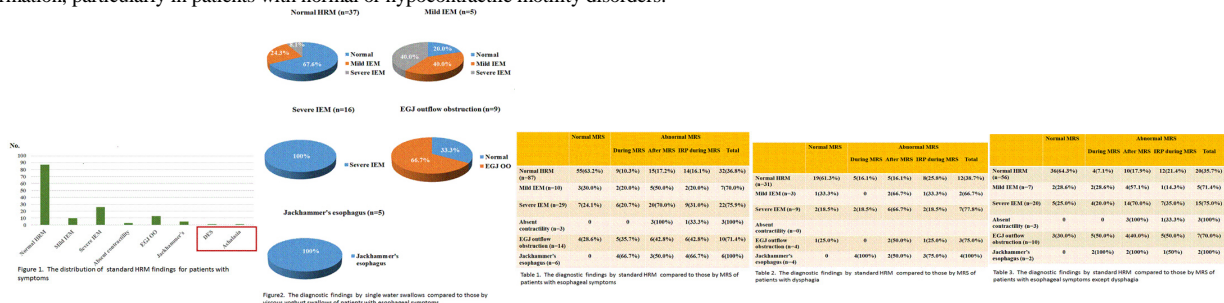 rmation, particularly in patients with normal or hypocontractile motility disorders.
No.
100
90
80
70
60
50
40
30
20
10
0
Normal HRM
Mild IEM
Severe IEM
Absent contractility
EGJ OO
Jackhammer's
DES
Achalasia
Figure 1. The distribution of standard HRM findings for patients with
symptoms
Normal HRM (n=37)
8.1%
24.3%
67.6%
Normal
Mild IEM
Severe IEM
Mild IEM (n=5)
20.0%
40.0%
40.0%
Normal
Mild IEM
Severe IEM
Severe IEM (n=16)
100%
Severe IEM
EGJ outflow obstruction (n=9)
33.3%
66.7%
Normal
EGJ OO
Jackhammer's esophagus (n=5)
100%
Jackhammer's
esophagus
Figure2. The diagnostic findings by single water swallows compared to those by
viscous yoghurt swallows of patients with esophageal symptoms
Normal MRS Abnormal MRS
During MRS After MRS IRP during MRS Total
Normal HRM (n=87) 55(63.2%) 9(10.3%) 15(17.2%) 14(16.1%) 32(36.8%)
Mild IEM (n=10) 3(30.0%) 2(20.0%) 5(50.0%) 2(20.0%) 7(70.0%)
Severe IEM (n=29) 7(24.1%) 6(20.7%) 20(70.0%) 9(31.0%) 22(75.9%)
Absent contractility (n=3) 0 0 3(100%) 1(33.3%) 3(100%)
EGJ outflow obstruction (n=14) 4(28.6%) 5(35.7%) 6(42.8%) 6(42.8%) 10(71.4%)
Jackhammer's esophagus (n=6) 0 4(66.7%) 3(50.0%) 4(66.7%) 6(100%)
Table 1. The diagnostic findings by standard HRM compared to those by MRS of
patients with esophageal symptoms
Normal MRS Abnormal MRS
During MRS After MRS IRP during MRS Total
Normal HRM (n=31) 19(61.3%) 5(16.1%) 5(16.1%) 8(25.8%) 12(38.7%)
Mild IEM (n=3) 1(33.3%) 0 2(66.7%) 1(33.3%) 2(66.7%)
Severe IEM (n=9) 2(18.5%) 2(18.5%) 6(66.7%) 2(18.5%) 7(77.8%)
Absent contractility (n=0)
EGJ outflow obstruction (n=4) 1(25.0%) 0 2(50.0%) 1(25.0%) 3(75.0%)
Jackhammer's esophagus (n=4) 0 4(100%) 2(50.0%) 3(75.0%) 4(100%)
Table 2. The diagnostic findings by standard HRM compared to those by MRS of
patients with dysphagia
Normal MRS Abnormal MRS
During MRS After MRS IRP during MRS Total
Normal HRM (n=56) 36(64.3%) 4(7.1%) 10(17.9%) 12(21.4%) 20(35.7%)
Mild IEM (n=7) 2(28.6%) 2(28.6%) 4(57.1%) 1(14.3%) 5(71.4%)
Severe IEM (n=20) 5(25.0%) 4(20.0%) 14(70.0%) 7(35.0%) 15(75.0%)
Absent contractility (n=3) 0 0 3(100%) 1(33.3%) 3(100%)
EGJ outflow obstruction (n=10) 3(30.0%) 5(50.0%) 4(40.0%) 5(50.0%) 7(70.0%)
Jackhammer's esophagus (n=2) 2(100%) 2(100%) 1(50%) 2(100%)
Table 3. The diagnostic findings by standard HRM compared to those by MRS of
patients with esophageal symptoms except dysphagia